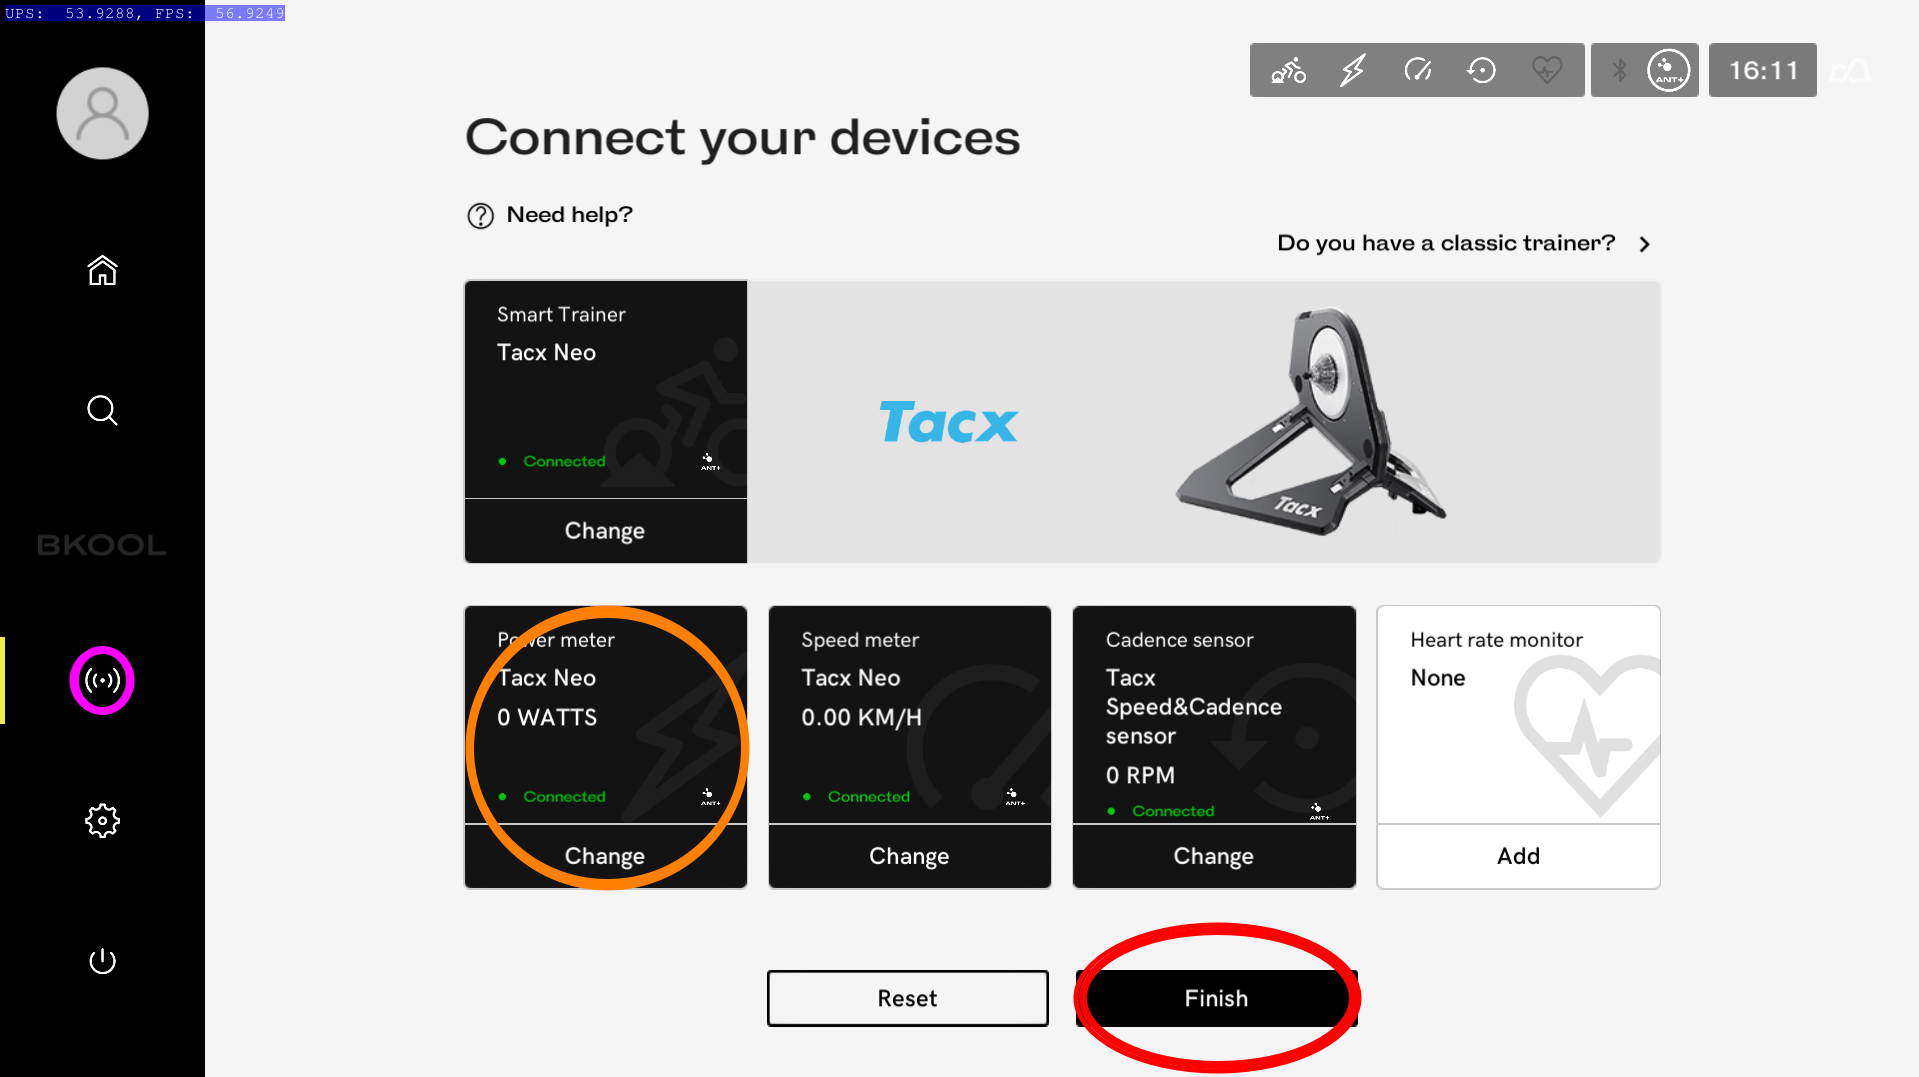 UPS: 53.9288, FPS: 56.9249
ANT+
16:11
Connect your devices
Need help?
Do you have a classic trainer?
Smart Trainer
Tacx Neo
Connected
ANT+
Change
Tacx
Tacx
BKOOL
Power meter
Tacx Neo
0 WATTS
Connected
ANT+
Change
Speed meter
Tacx Neo
0.00 KM/H
Connected
ANT+
Change
Cadence sensor
Tacx
Speed&Cadence
sensor
0 RPM
Connected
ANT+
Change
Heart rate monitor
None
Add
Reset
Finish